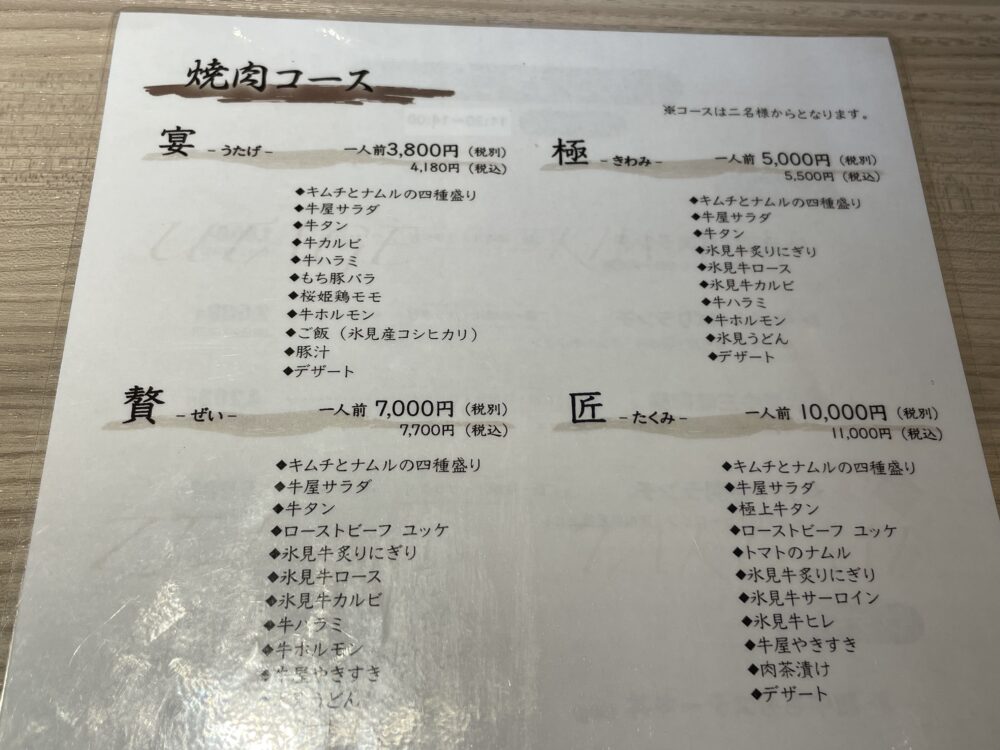 焼肉コース
※コースは二名様からとなります。
宴 -うたげ- 一人前3,800円（税別）
4,180円（税込）
◆キムチとナムルの四種盛り
◆牛屋サラダ
◆牛タン
◆牛カルビ
◆牛ハラミ
◆もち豚バラ
◆桜姫鶏モモ
◆牛ホルモン
◆ご飯（氷見産コシヒカリ）
◆豚汁
◆デザート
極 -きわみ- 一人前 5,000円（税別）
5,500円（税込）
◆キムチとナムルの四種盛り
◆牛屋サラダ
◆牛タン
◆氷見牛炙りにぎり
◆氷見牛ロース
◆氷見牛カルビ
◆牛ハラミ
◆牛ホルモン
◆氷見うどん
◆デザート
贅 -ぜい- 一人前 7,000円（税別）
7,700円（税込）
◆キムチとナムルの四種盛り
◆牛屋サラダ
◆牛タン
◆ローストビーフ ユッケ
◆氷見牛炙りにぎり
◆氷見牛ロース
◆氷見牛カルビ
◆牛ハラミ
◆牛ホルモン
◆牛屋やきすき
うどん
匠 -たくみ- 一人前 10,000円（税別）
11,000円（税込）
◆キムチとナムルの四種盛り
◆牛屋サラダ
◆極上牛タン
◆ローストビーフ ユッケ
◆トマトのナムル
◆氷見牛炙りにぎり
◆氷見牛サーロイン
◆氷見牛ヒレ
◆牛屋やきすき
◆肉茶漬け
◆デザート